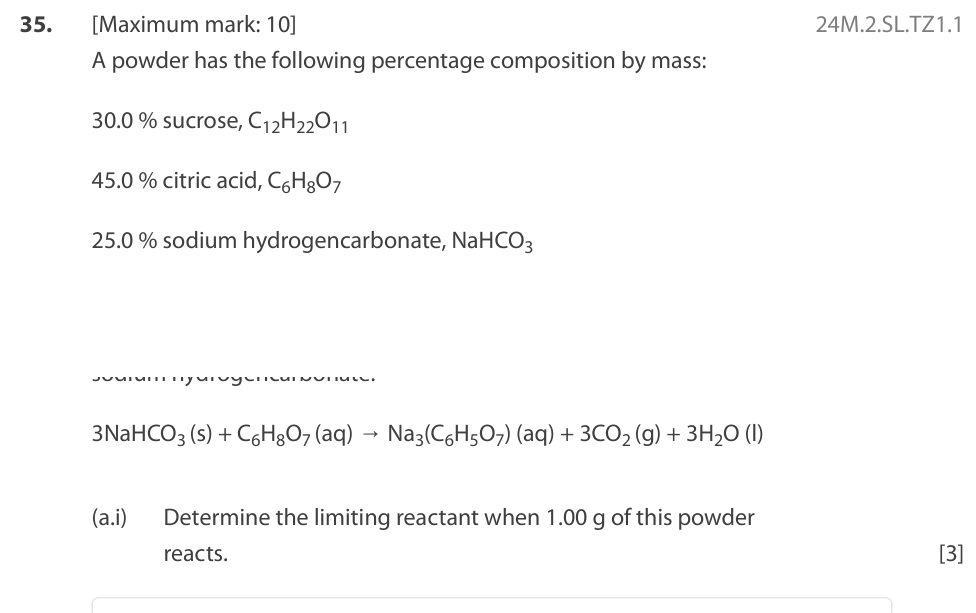 35. [Maximum mark: 10] 24M.2.SL.TZ1.1
A powder has the following percentage composition by mass:
30.0 % sucrose, C₁₂H₂₂O₁₁
45.0 % citric acid, C₆H₈O₇
25.0 % sodium hydrogencarbonate, NaHCO₃
sodium hydrogencarbonate.
3NaHCO₃ (s) + C₆H₈O₇ (aq) → Na₃(C₆H₅O₇) (aq) + 3CO₂ (g) + 3H₂O (l)
(a.i) Determine the limiting reactant when 1.00 g of this powder
reacts. [3]